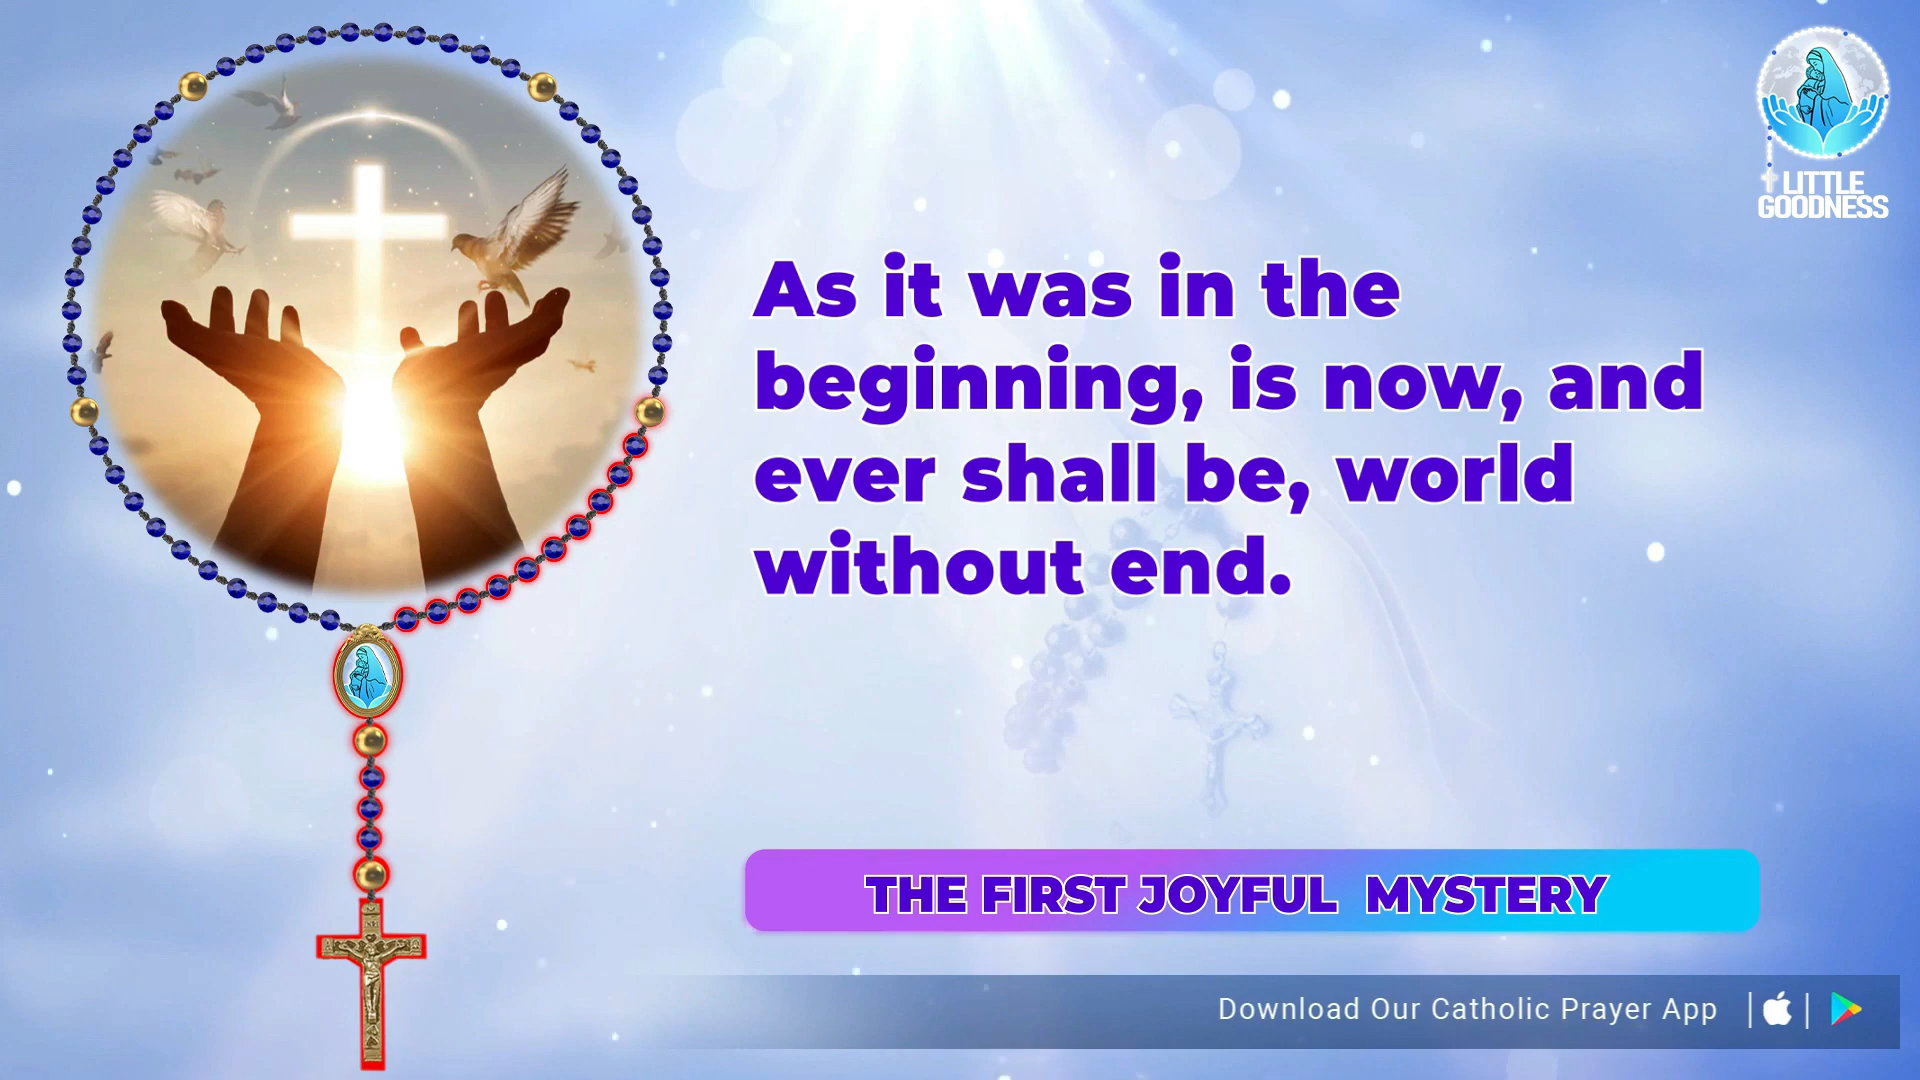 LITTLE
GOODNESS
As it was in the
beginning, is now, and
ever shall be, world
without end.
THE FIRST JOYFUL MYSTERY
Download Our Catholic Prayer App